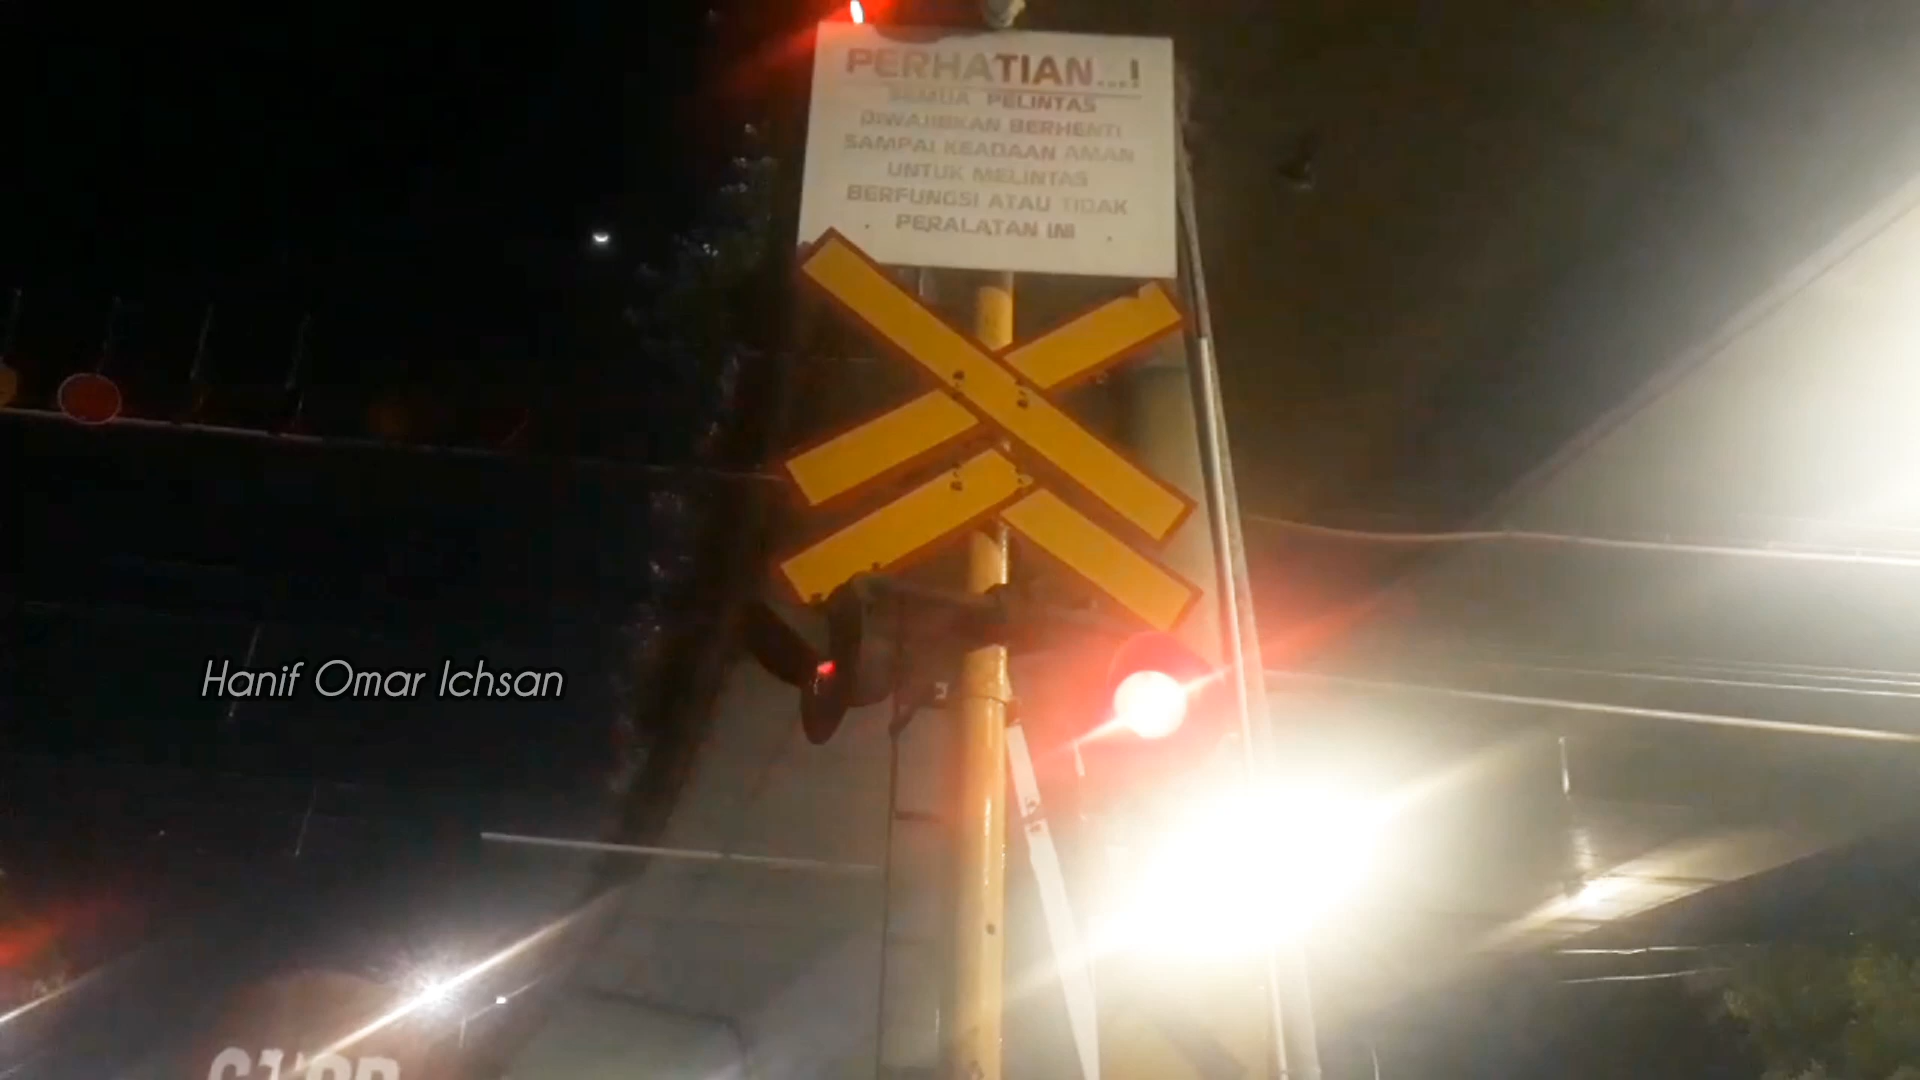 PERHATIAN....!
SEMUA PELINTAS
DIWAJIBKAN BERHENTI
SAMPAI KEADAAN AMAN
UNTUK MELINTAS
BERFUNGSI ATAU TIDAK
PERALATAN INI
Hanif Omar Ichsan